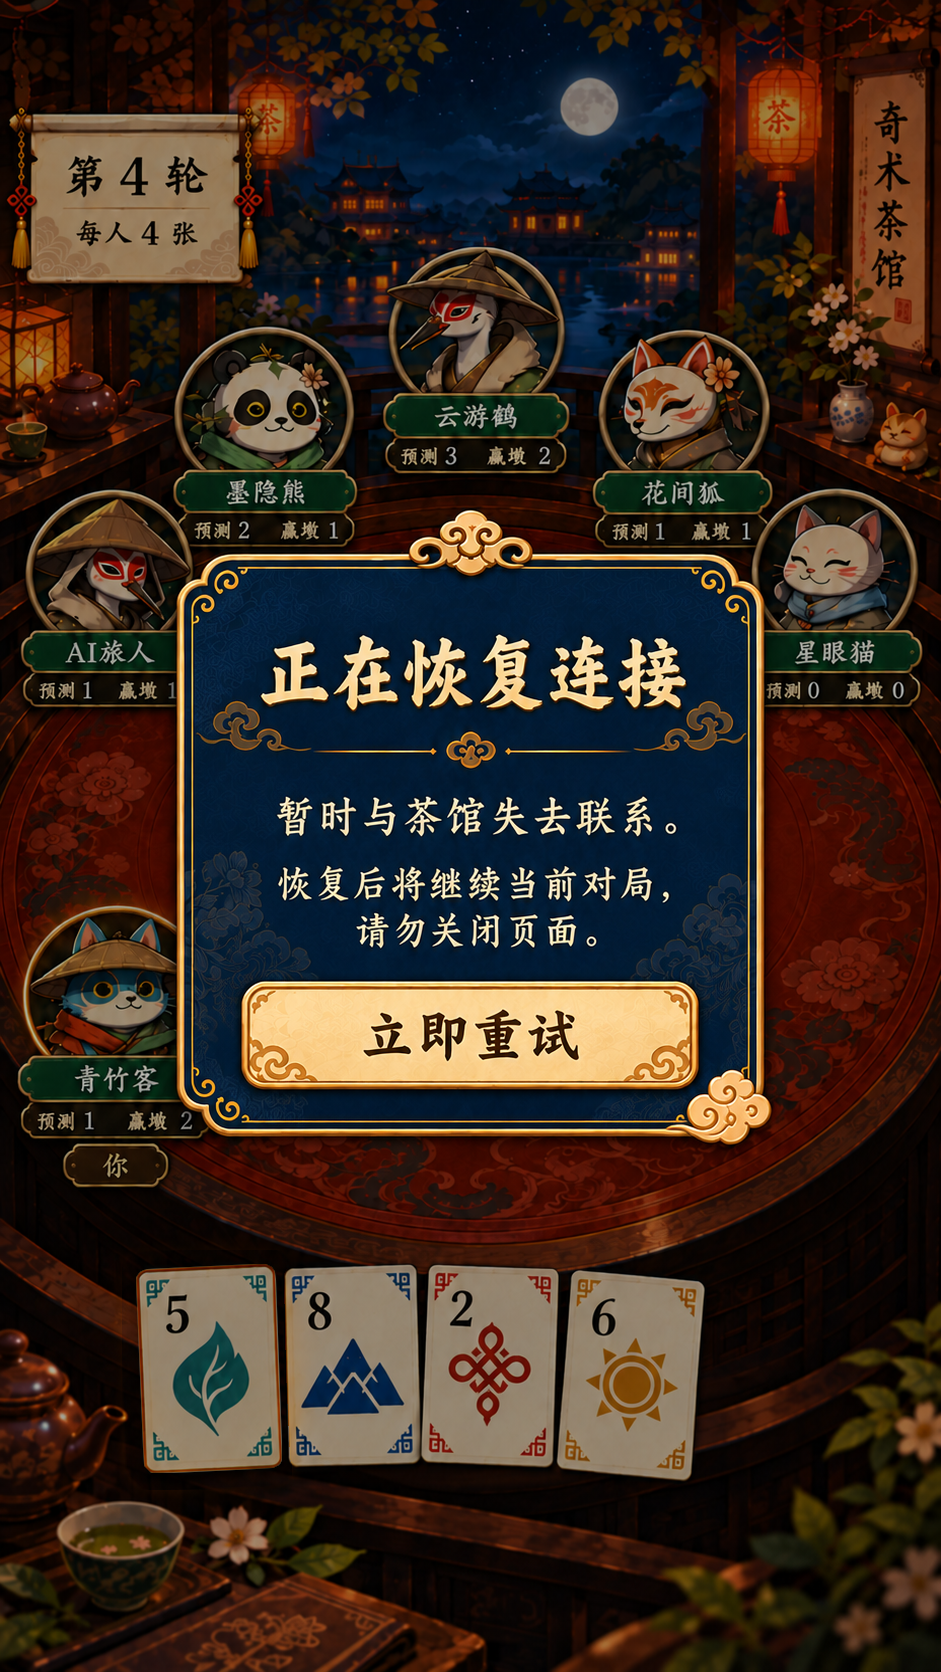 茶
茶
奇术茶馆
第4轮
每人4张
云游鹤
预测3 赢墩2
墨隐熊
预测2 赢墩1
花间狐
预测1 赢墩1
AI旅人
预测1 赢墩1
星眼猫
预测0 赢墩0
正在恢复连接
暂时与茶馆失去联系。
恢复后将继续当前对局，
请勿关闭页面。
立即重试
青竹客
预测1 赢墩2
你
5
8
2
6